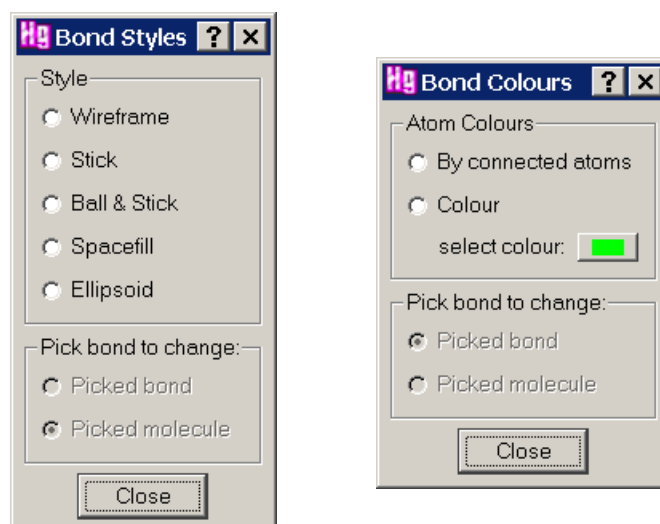 Hg Bond Styles ? ×
Style
Wireframe
Stick
Ball & Stick
Spacefill
Ellipsoid
Pick bond to change:
Picked bond
Picked molecule
Close
Hg Bond Colours ? ×
Atom Colours
By connected atoms
Colour
select colour:
Pick bond to change:
Picked bond
Picked molecule
Close